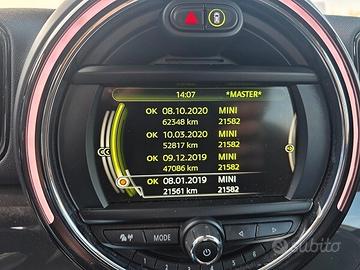 14:07 *MASTER*
OK 08.10.2020 MINI
62348 km 21582
OK 10.03.2020 MINI
52817 km 21582
OK 09.12.2019 MINI
47086 km 21582
OK 08.01.2019 MINI
21561 km 21582
MODE
subito